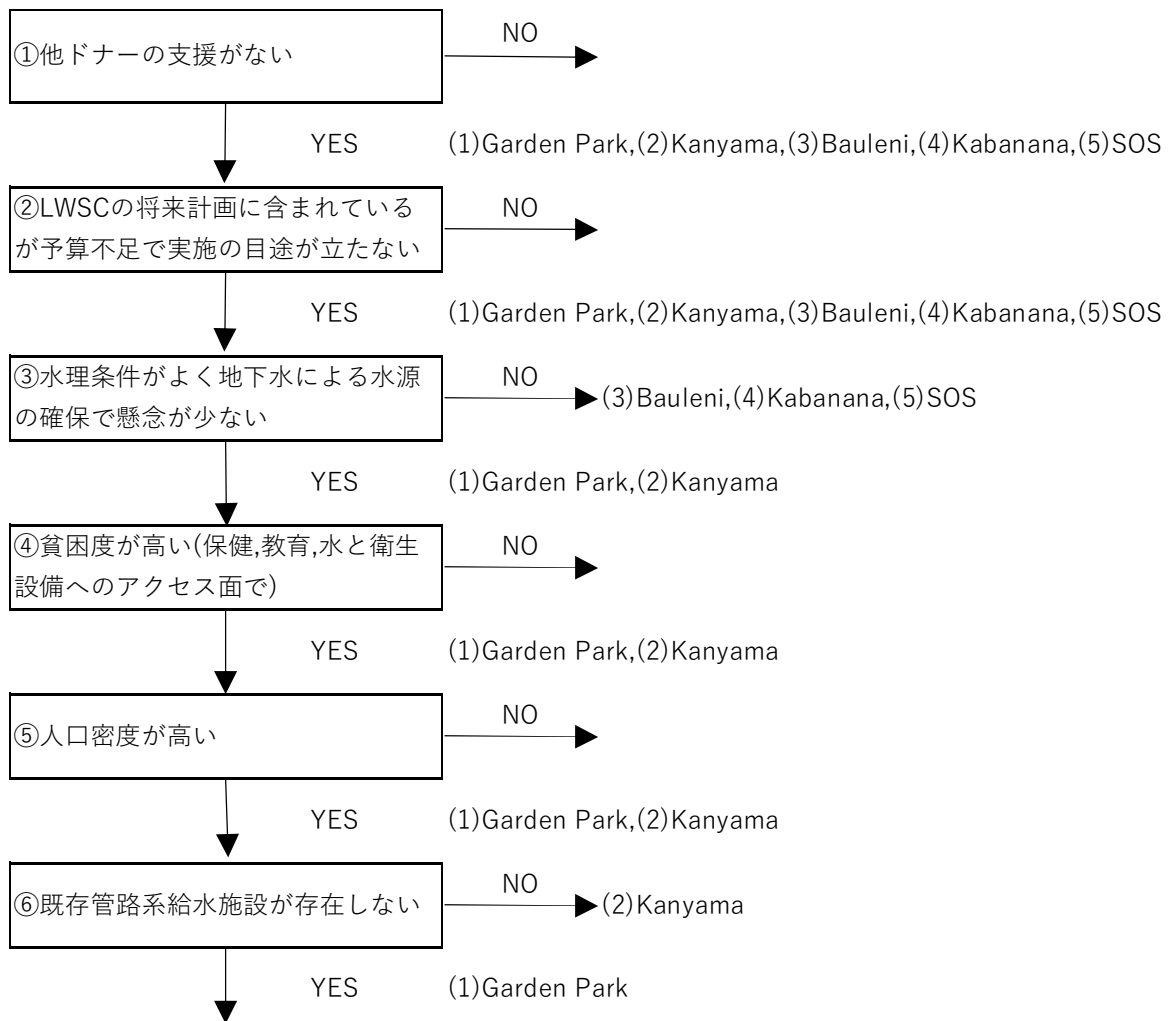 ①他ドナーの支援がない
NO
YES
(1)Garden Park,(2)Kanyama,(3)Bauleni,(4)Kabanana,(5)SOS
②LWSCの将来計画に含まれている
が予算不足で実施の目途が立たない
NO
YES
(1)Garden Park,(2)Kanyama,(3)Bauleni,(4)Kabanana,(5)SOS
③水理条件がよく地下水による水源
の確保で懸念が少ない
NO
(3)Bauleni,(4)Kabanana,(5)SOS
YES
(1)Garden Park,(2)Kanyama
④貧困度が高い(保健,教育,水と衛生
設備へのアクセス面で)
NO
YES
(1)Garden Park,(2)Kanyama
⑤人口密度が高い
NO
YES
(1)Garden Park,(2)Kanyama
⑥既存管路系給水施設が存在しない
NO
(2)Kanyama
YES
(1)Garden Park